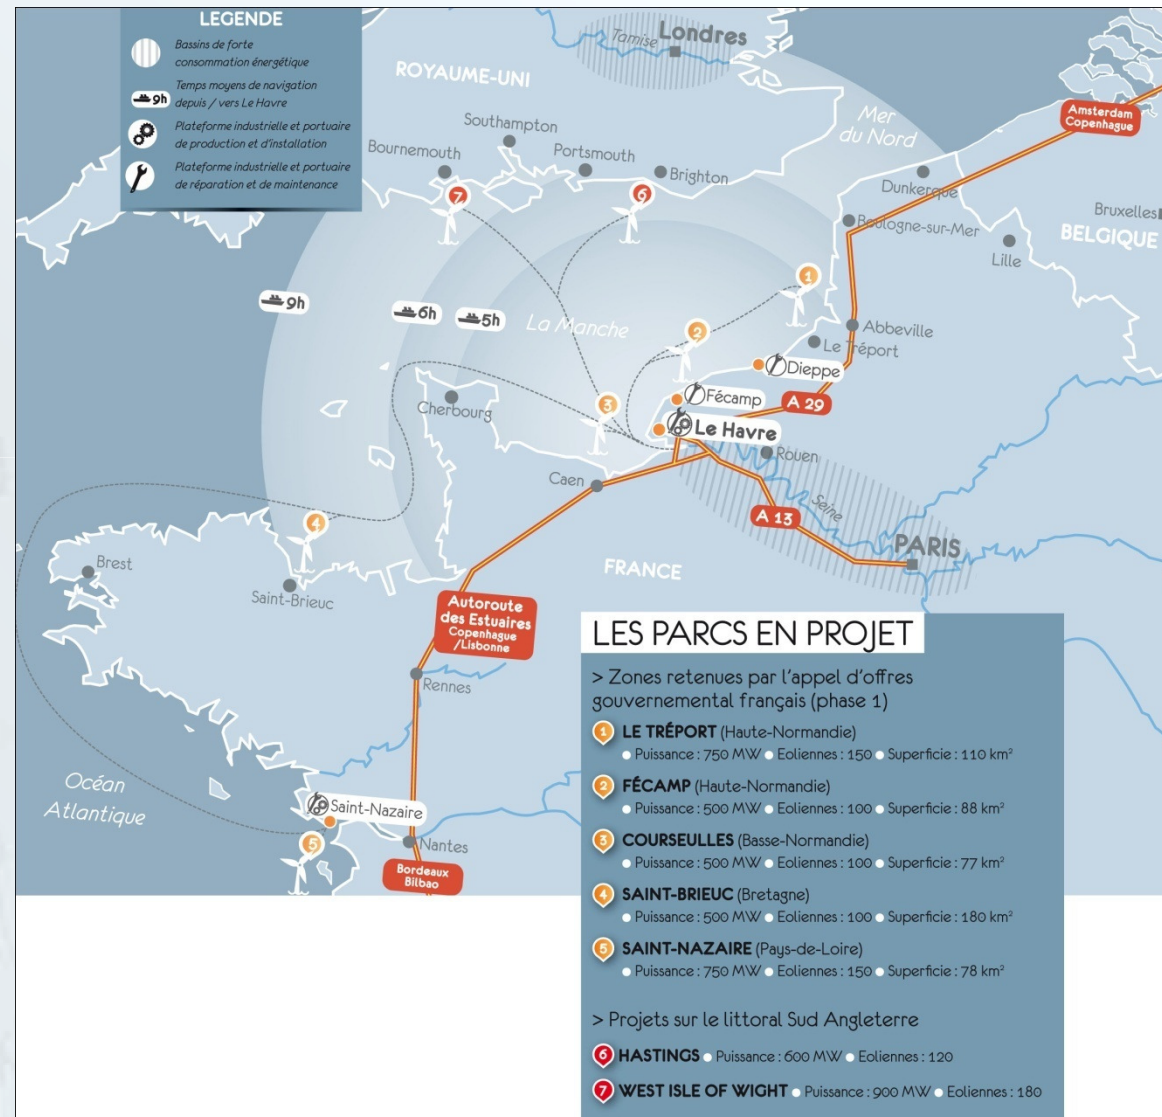 LEGENDE
Bassins de forte
consommation énergétique
9h
Temps moyens de navigation
depuis / vers Le Havre
Plateforme industrielle et portuaire
de production et d'installation
Plateforme industrielle et portuaire
de réparation et de maintenance
Tamise
Londres
ROYAUME-UNI
Mer
du Nord
Amsterdam
Copenhague
Southampton
Bournemouth
Portsmouth
Brighton
Dunkerque
Bruxelles
BELGIQUE
Boulogne-sur-Mer
Lille
7
6
1
9h
6h
5h
La Manche
2
Abbeville
Le Tréport
Dieppe
Cherbourg
3
Fécamp
A 29
Le Havre
Rouen
Caen
Seine
A 13
4
PARIS
Brest
FRANCE
Saint-Brieuc
Autoroute
des Estuaires
Copenhague
/Lisbonne
Rennes
Océan
Atlantique
Saint-Nazaire
5
Nantes
Bordeaux
Bilbao
LES PARCS EN PROJET
> Zones retenues par l'appel d'offres
gouvernemental français (phase 1)
1 LE TRÉPORT (Haute-Normandie)
● Puissance : 750 MW ● Eoliennes : 150 ● Superficie : 110 km²
2 FÉCAMP (Haute-Normandie)
● Puissance : 500 MW ● Eoliennes : 100 ● Superficie : 88 km²
3 COURSEULLES (Basse-Normandie)
● Puissance : 500 MW ● Eoliennes : 100 ● Superficie : 77 km²
4 SAINT-BRIEUC (Bretagne)
● Puissance : 500 MW ● Eoliennes : 100 ● Superficie : 180 km²
5 SAINT-NAZAIRE (Pays-de-Loire)
● Puissance : 750 MW ● Eoliennes : 150 ● Superficie : 78 km²
> Projets sur le littoral Sud Angleterre
6 HASTINGS ● Puissance : 600 MW ● Eoliennes : 120
7 WEST ISLE OF WIGHT ● Puissance : 900 MW ● Eoliennes : 180